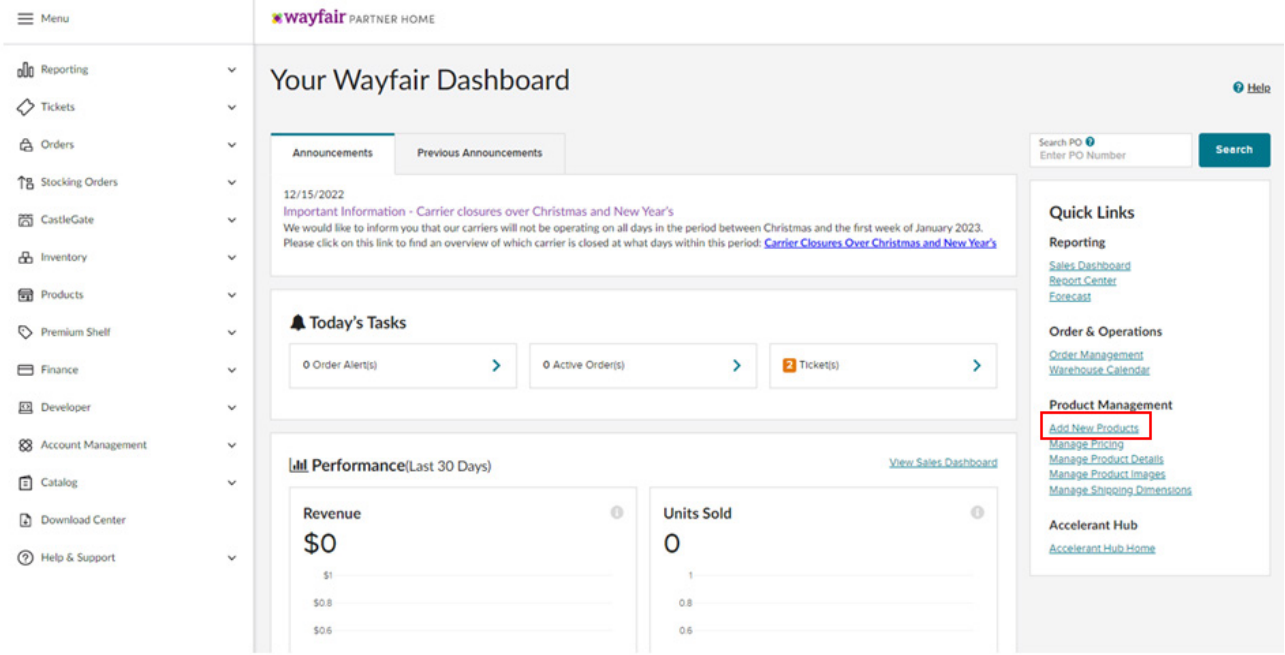 Menu
wayfair PARTNER HOME
Reporting
Tickets
Orders
Stocking Orders
CastleGate
Inventory
Products
Premium Shelf
Finance
Developer
Account Management
Catalog
Download Center
Help & Support
Your Wayfair Dashboard
Help
Announcements
Previous Announcements
12/15/2022
Important Information - Carrier closures over Christmas and New Year's
We would like to inform you that our carriers will not be operating on all days in the period between Christmas and the first week of January 2023.
Please click on this link to find an overview of which carrier is closed at what days within this period: Carrier Closures Over Christmas and New Year's
Today's Tasks
0 Order Alert(s)
0 Active Order(s)
2 Ticket(s)
Performance(Last 30 Days)
View Sales Dashboard
Revenue
$0
$1
$0.8
$0.6
Units Sold
0
1
0.8
0.6
Search PO
Enter PO Number
Search
Quick Links
Reporting
Sales Dashboard
Report Center
Forecast
Order & Operations
Order Management
Warehouse Calendar
Product Management
Add New Products
Manage Pricing
Manage Product Details
Manage Product Images
Manage Shipping Dimensions
Accelerant Hub
Accelerant Hub Home